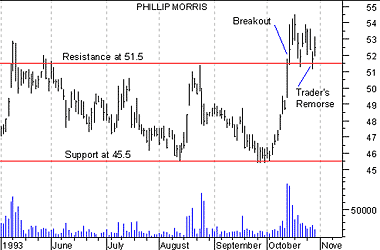 PHILLIP MORRIS
55
Breakout
54
53
Resistance at 51.5
52
51
50
Trader's
Remorse
49
48
47
Support at 45.5
46
45
50000
1993 June July August September October Nove